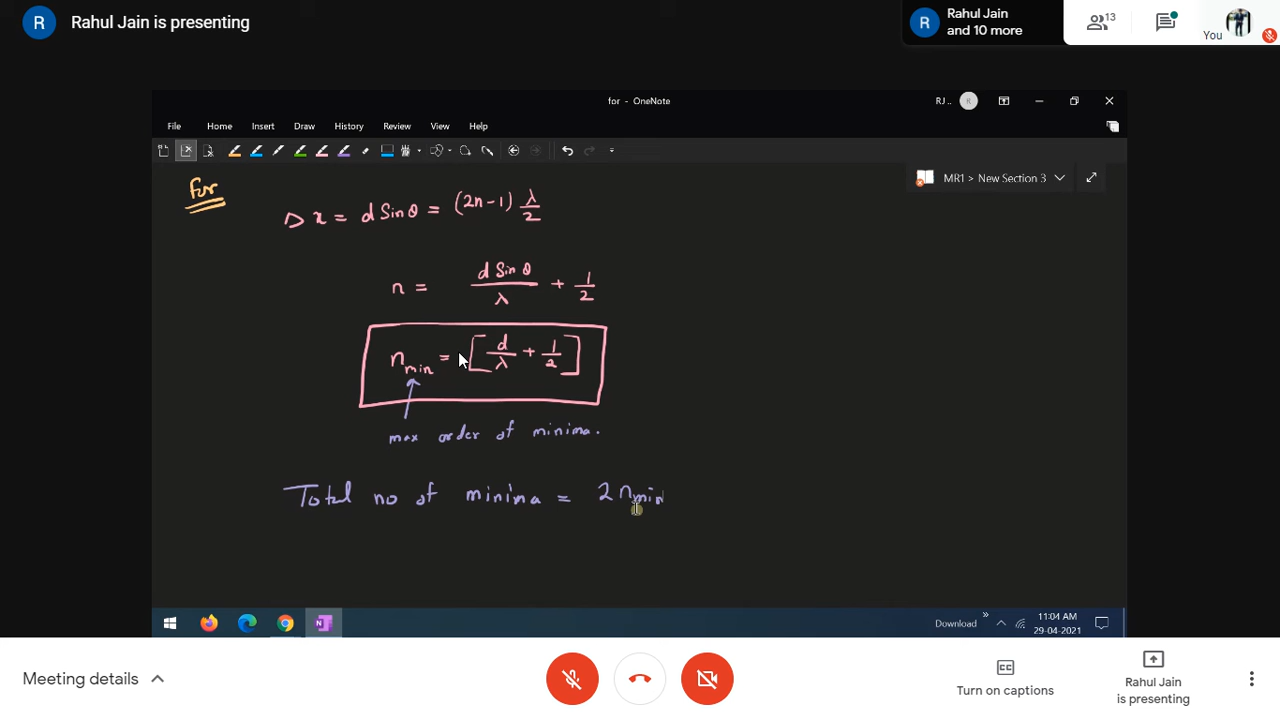 R Rahul Jain is presenting
R Rahul Jain and 10 more
13
You
for - OneNote
RJ ..
File Home Insert Draw History Review View Help
MR1 > New Section 3
For
Δ x = d Sin θ = (2n-1) λ/2
n = d Sin θ / λ + 1/2
n min = [ d/λ + 1/2 ]
max order of minima.
Total no of minima = 2 n min
Download
11:04 AM
29-04-2021
Meeting details
Turn on captions
Rahul Jain is presenting